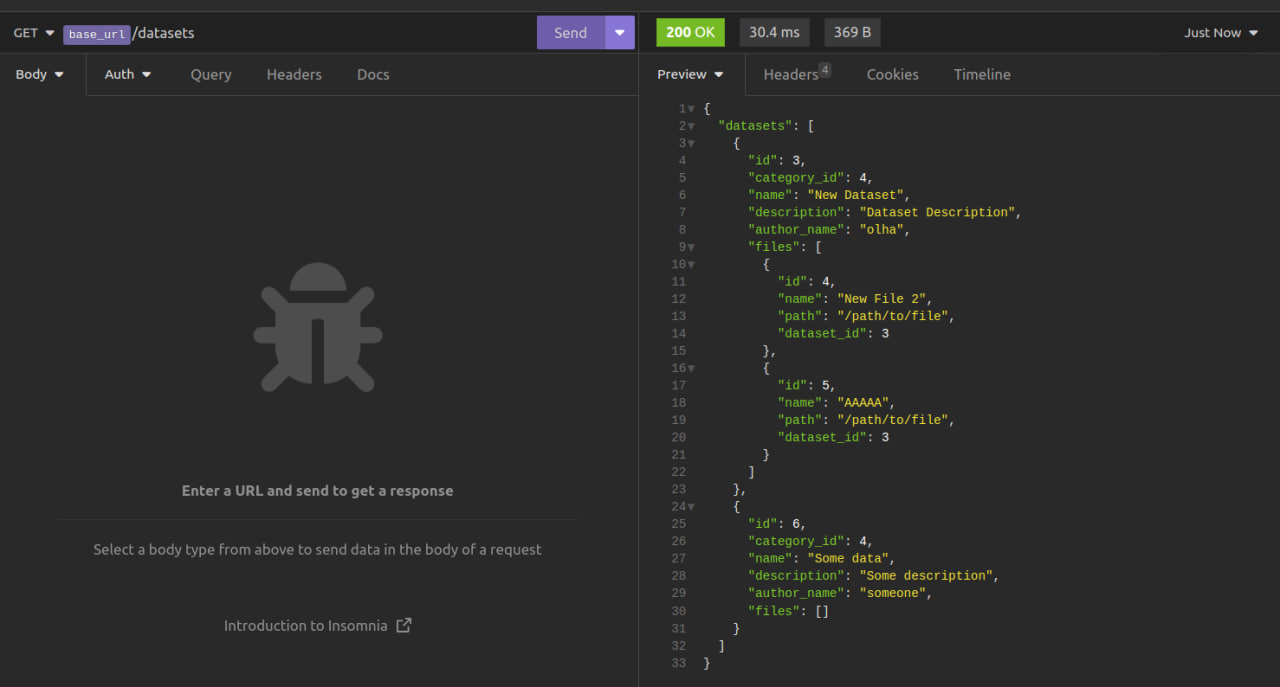 GET base_url/datasets Send 200 OK 30.4 ms 369 B Just Now
Body Auth Query Headers Docs
Preview Headers 4 Cookies Timeline
Enter a URL and send to get a response
Select a body type from above to send data in the body of a request
Introduction to Insomnia
1 {
2 "datasets": [
3 {
4 "id": 3,
5 "category_id": 4,
6 "name": "New Dataset",
7 "description": "Dataset Description",
8 "author_name": "olha",
9 "files": [
10 {
11 "id": 4,
12 "name": "New File 2",
13 "path": "/path/to/file",
14 "dataset_id": 3
15 },
16 {
17 "id": 5,
18 "name": "AAAAA",
19 "path": "/path/to/file",
20 "dataset_id": 3
21 }
22 ]
23 },
24 {
25 "id": 6,
26 "category_id": 4,
27 "name": "Some data",
28 "description": "Some description",
29 "author_name": "someone",
30 "files": []
31 }
32 ]
33 }